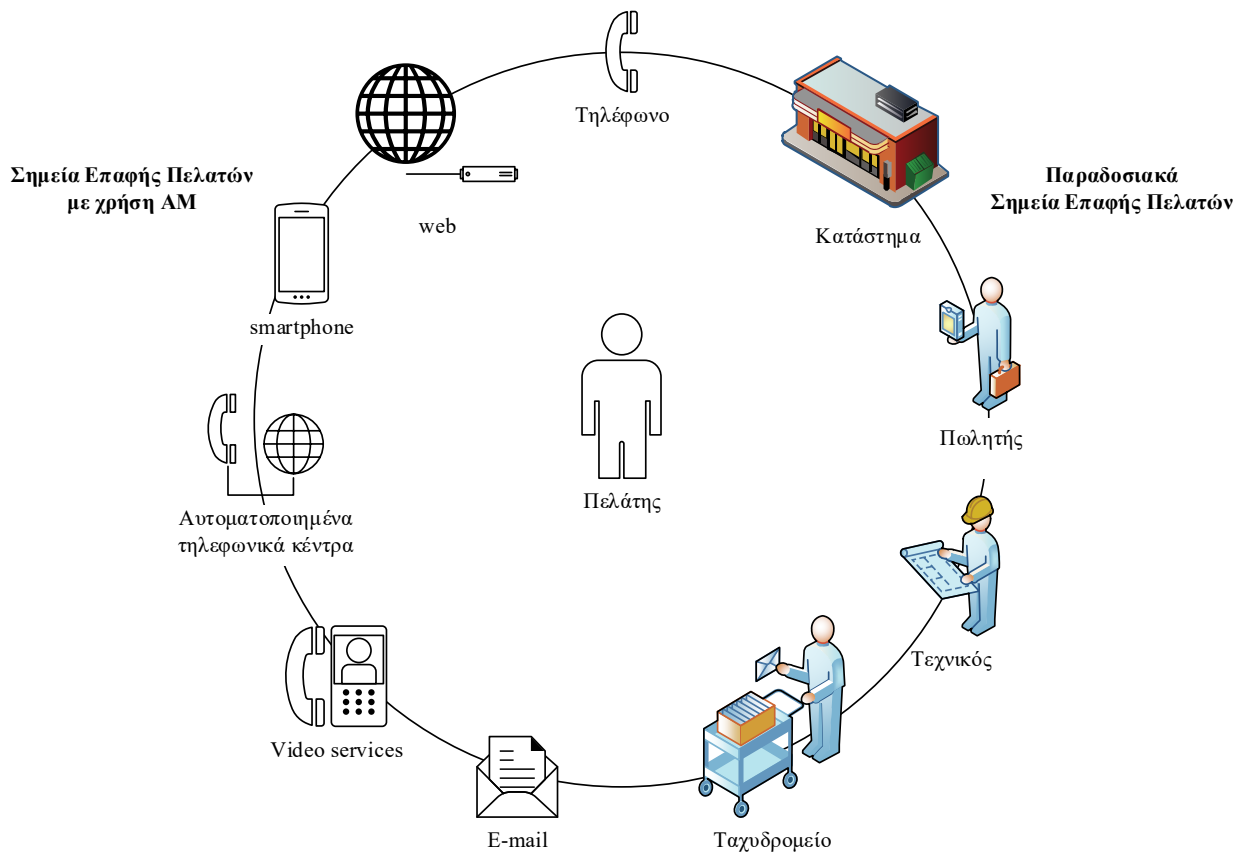 Τηλέφωνο
Σημεία Επαφής Πελατών
με χρήση ΑΜ
Παραδοσιακά
Σημεία Επαφής Πελατών
web
Κατάστημα
smartphone
Πωλητής
Πελάτης
Αυτοματοποιημένα
τηλεφωνικά κέντρα
Τεχνικός
Video services
E-mail
Ταχυδρομείο